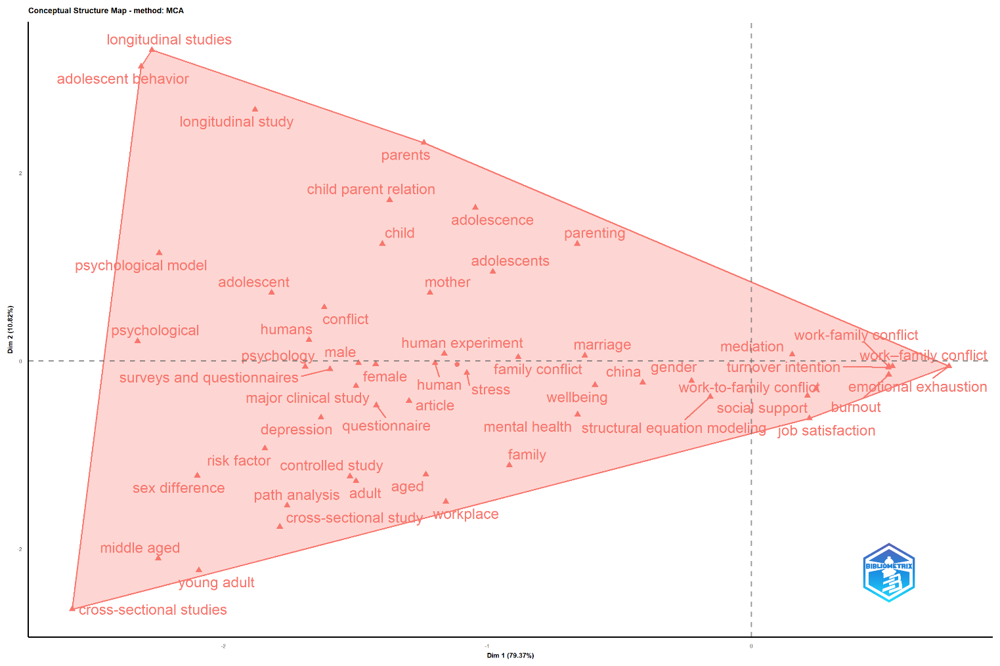 Conceptual Structure Map - method: MCA
longitudinal studies
adolescent behavior
longitudinal study
parents
2
child parent relation
adolescence
child
parenting
adolescents
psychological model
adolescent
mother
conflict
psychological
humans
work-family conflict
human experiment
marriage
mediation
male
psychology
work–family conflict
Dim 2 (10.82%)
0
family conflict
gender
turnover intention
china
surveys and questionnaires
female
human
stress
work-to-family conflict
emotional exhaustion
major clinical study
article
wellbeing
social support
burnout
depression
questionnaire
mental health
structural equation modeling
job satisfaction
risk factor
family
controlled study
sex difference
path analysis
adult
aged
cross-sectional study
workplace
middle aged
-2
young adult
BIBLIOMETRIX
cross-sectional studies
-2
-1
0
Dim 1 (79.37%)